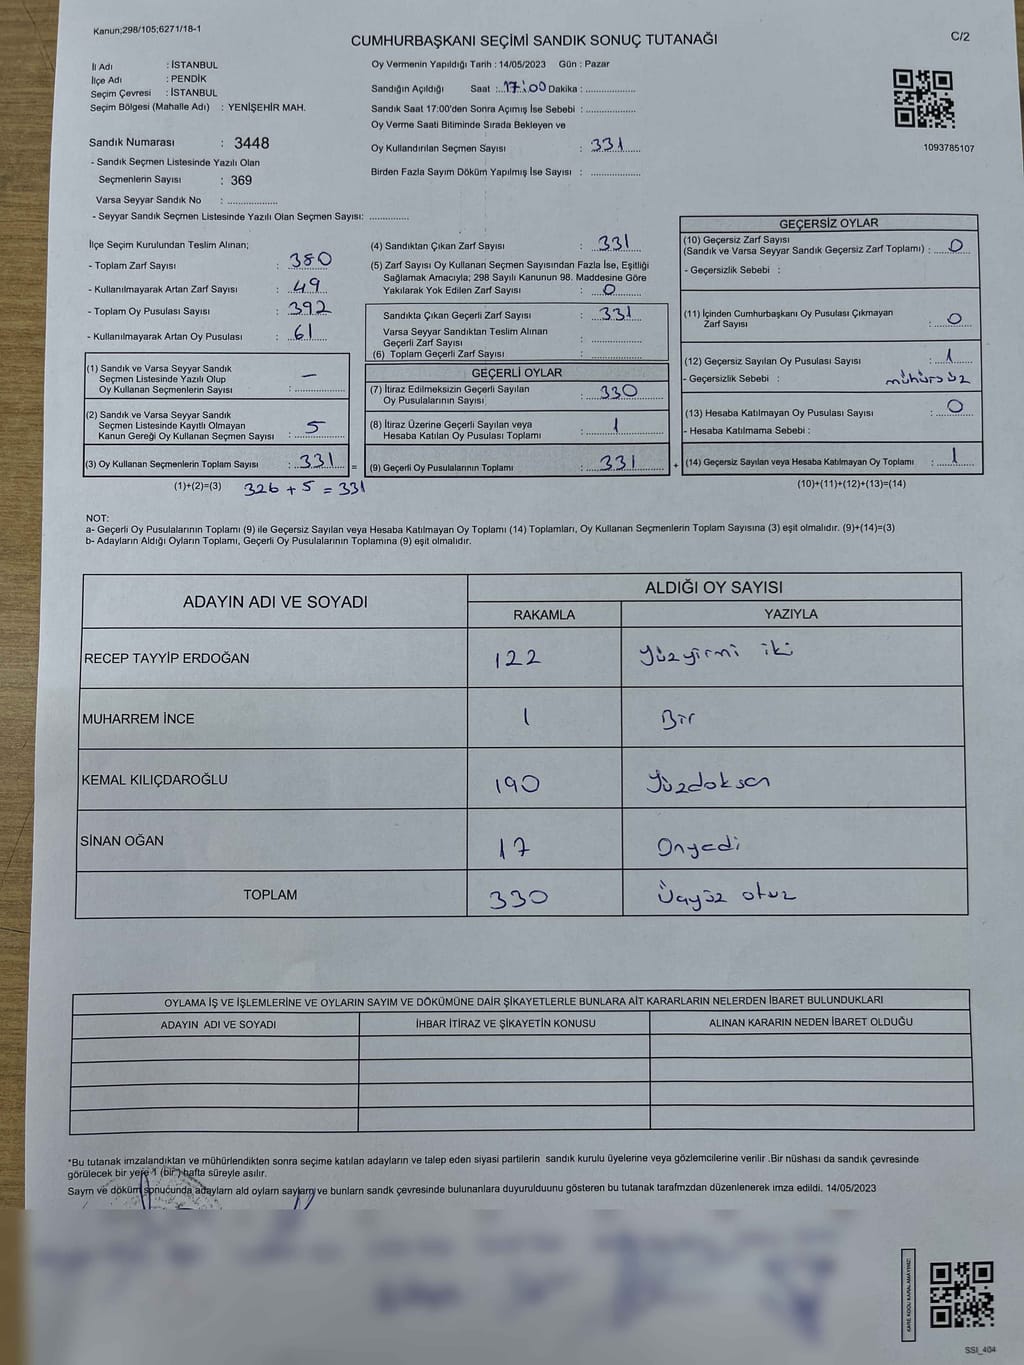 Kanun;298/105;6271/18-1
C/2
CUMHURBAŞKANI SEÇİMİ SANDIK SONUÇ TUTANAĞI
İl Adı : İSTANBUL
İlçe Adı : PENDİK
Seçim Çevresi : İSTANBUL
Seçim Bölgesi (Mahalle Adı) : YENİŞEHİR MAH.
Oy Vermenin Yapıldığı Tarih : 14/05/2023 Gün : Pazar
Sandığın Açıldığı Saat :..17:00 Dakika : ..................
Sandık Saat 17:00'den Sonra Açımış İse Sebebi : ..................
Oy Verme Saati Bitiminde Sırada Bekleyen ve
Oy Kullandırılan Seçmen Sayısı : 331
Birden Fazla Sayım Döküm Yapılmış İse Sayısı : ..................
1093785107
Sandık Numarası : 3448
- Sandık Seçmen Listesinde Yazılı Olan
Seçmenlerin Sayısı : 369
Varsa Seyyar Sandık No : ..................
- Seyyar Sandık Seçmen Listesinde Yazılı Olan Seçmen Sayısı: ..............
İlçe Seçim Kurulundan Teslim Alınan;
- Toplam Zarf Sayısı : 380
- Kullanılmayarak Artan Zarf Sayısı : 49
- Toplam Oy Pusulası Sayısı : 392
- Kullanılmayarak Artan Oy Pusulası : 61
(1) Sandık ve Varsa Seyyar Sandık
Seçmen Listesinde Yazılı Olup
Oy Kullanan Seçmenlerin Sayısı : —
(2) Sandık ve Varsa Seyyar Sandık
Seçmen Listesinde Kayıtlı Olmayan
Kanun Gereği Oy Kullanan Seçmen Sayısı : 5
(3) Oy Kullanan Seçmenlerin Toplam Sayısı : 331 =
(1)+(2)=(3) 326 + 5 = 331
(4) Sandıktan Çıkan Zarf Sayısı : 331
(5) Zarf Sayısı Oy Kullanan Seçmen Sayısından Fazla İse, Eşitliği
Sağlamak Amacıyla; 298 Sayılı Kanunun 98. Maddesine Göre
Yakılarak Yok Edilen Zarf Sayısı : 0
Sandıkta Çıkan Geçerli Zarf Sayısı : 331
Varsa Seyyar Sandıktan Teslim Alınan
Geçerli Zarf Sayısı : ..................
(6) Toplam Geçerli Zarf Sayısı : ..................
GEÇERLİ OYLAR
(7) İtiraz Edilmeksizin Geçerli Sayılan
Oy Pusulalarının Sayısı : 330
(8) İtiraz Üzerine Geçerli Sayılan veya
Hesaba Katılan Oy Pusulası Toplamı : 1
(9) Geçerli Oy Pusulalarının Toplamı : 331 +
GEÇERSİZ OYLAR
(10) Geçersiz Zarf Sayısı
(Sandık ve Varsa Seyyar Sandık Geçersiz Zarf Toplamı) : 0
- Geçersizlik Sebebi :
(11) İçinden Cumhurbaşkanı Oy Pusulası Çıkmayan
Zarf Sayısı : 0
(12) Geçersiz Sayılan Oy Pusulası Sayısı : 1
- Geçersizlik Sebebi : mühürsüz
(13) Hesaba Katılmayan Oy Pusulası Sayısı : 0
- Hesaba Katılmama Sebebi :
(14) Geçersiz Sayılan veya Hesaba Katılmayan Oy Toplamı : 1
(10)+(11)+(12)+(13)=(14)
NOT:
a- Geçerli Oy Pusulalarının Toplamı (9) ile Geçersiz Sayılan veya Hesaba Katılmayan Oy Toplamı (14) Toplamları, Oy Kullanan Seçmenlerin Toplam Sayısına (3) eşit olmalıdır. (9)+(14)=(3)
b- Adayların Aldığı Oyların Toplamı, Geçerli Oy Pusulalarının Toplamına (9) eşit olmalıdır.
ADAYIN ADI VE SOYADI ALDIĞI OY SAYISI
RAKAMLA YAZIYLA
RECEP TAYYİP ERDOĞAN 122 Yüzyirmi iki
MUHARREM İNCE 1 Bir
KEMAL KILIÇDAROĞLU 190 Yüzdoksan
SİNAN OĞAN 17 Onyedi
TOPLAM 330 Üçyüz otuz
OYLAMA İŞ VE İŞLEMLERİNE VE OYLARIN SAYIM VE DÖKÜMÜNE DAİR ŞİKAYETLERLE BUNLARA AİT KARARLARIN NELERDEN İBARET BULUNDUKLARI
ADAYIN ADI VE SOYADI İHBAR İTİRAZ VE ŞİKAYETİN KONUSU ALINAN KARARIN NEDEN İBARET OLDUĞU
*Bu tutanak imzalandıktan ve mühürlendikten sonra seçime katılan adayların ve talep eden siyasi partilerin sandık kurulu üyelerine veya gözlemcilerine verilir .Bir nüshası da sandık çevresinde
görülecek bir yere 1 (bir ) hafta süreyle asılır.
Sayım ve döküm sonucunda adayların ald oyların sayların ve bunların sandk çevresinde bulunanlara duyurulduunu gösteren bu tutanak tarafmzdan düzenlenerek imza edildi. 14/05/2023
KARE KODU KARALAMAYINIZ!
SSI_404